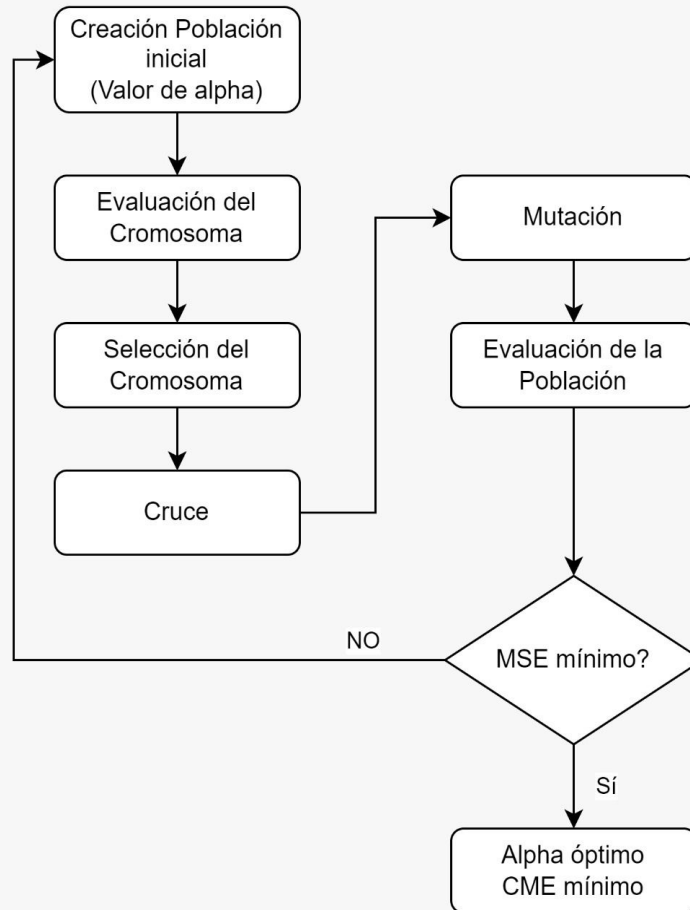 Creación Población
inicial
(Valor de alpha)
Evaluación del
Cromosoma
Selección del
Cromosoma
Cruce
Mutación
Evaluación de la
Población
MSE mínimo?
NO
Sí
Alpha óptimo
CME mínimo